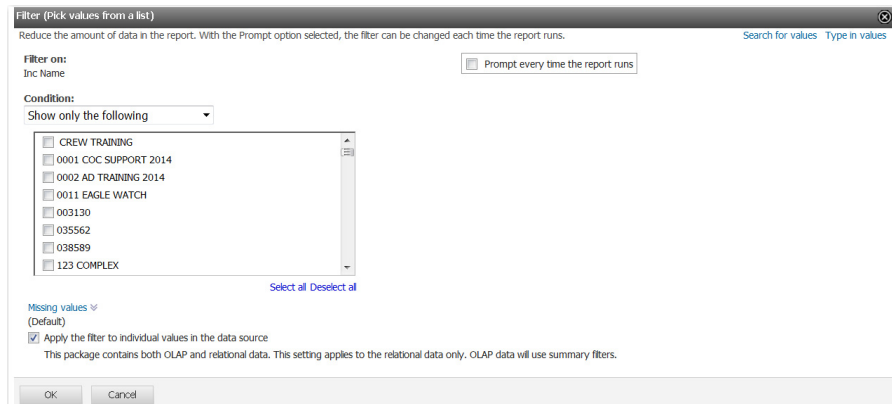 Filter (Pick values from a list)
Reduce the amount of data in the report. With the Prompt option selected, the filter can be changed each time the report runs.
Search for values Type in values
Filter on:
Inc Name
Prompt every time the report runs
Condition:
Show only the following
CREW TRAINING
0001 COC SUPPORT 2014
0002 AD TRAINING 2014
0011 EAGLE WATCH
003130
035562
038589
123 COMPLEX
Select all Deselect all
Missing values
(Default)
Apply the filter to individual values in the data source
This package contains both OLAP and relational data. This setting applies to the relational data only. OLAP data will use summary filters.
OK Cancel